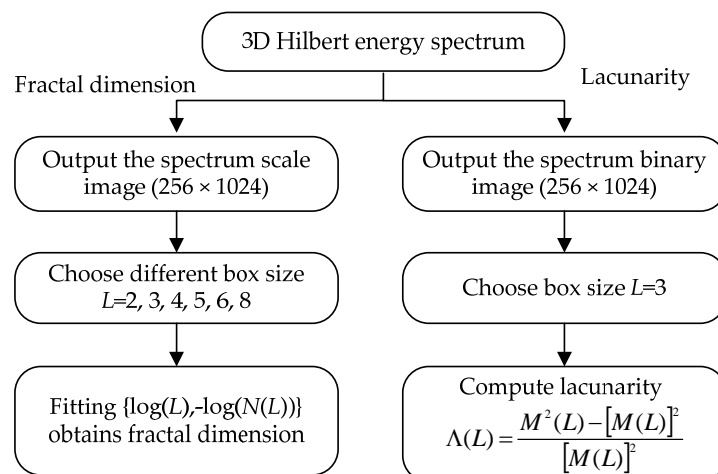 3D Hilbert energy spectrum
Fractal dimension
Lacunarity
Output the spectrum scale
image (256 × 1024)
Output the spectrum binary
image (256 × 1024)
Choose different box size
L=2, 3, 4, 5, 6, 8
Choose box size L=3
Fitting {log(L),-log(N(L))}
obtains fractal dimension
Compute lacunarity
Λ(L) = M²(L) − [M(L)]² / [M(L)]²